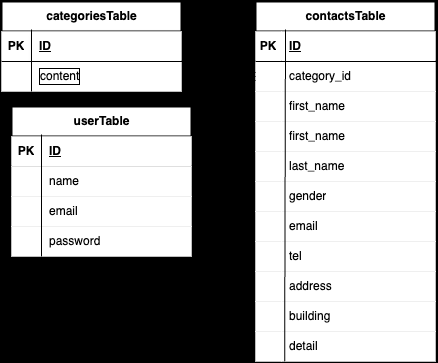 categoriesTable
PK ID
content
userTable
PK ID
name
email
password
contactsTable
PK ID
category_id
first_name
first_name
last_name
gender
email
tel
address
building
detail